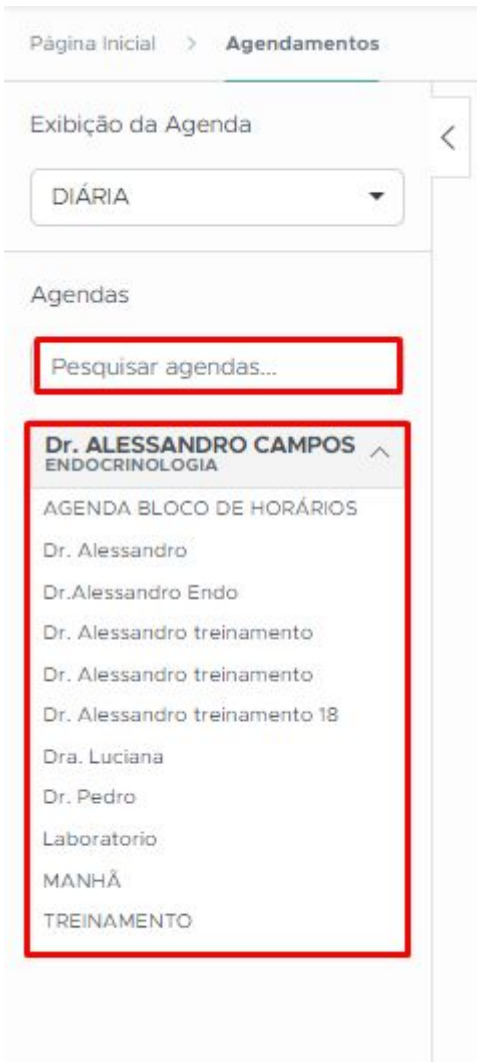 Página Inicial > Agendamentos
Exibição da Agenda
DIÁRIA
Agendas
Pesquisar agendas...
Dr. ALESSANDRO CAMPOS
ENDOCRINOLOGIA
AGENDA BLOCO DE HORÁRIOS
Dr. Alessandro
Dr.Alessandro Endo
Dr. Alessandro treinamento
Dr. Alessandro treinamento
Dr. Alessandro treinamento 18
Dra. Luciana
Dr. Pedro
Laboratorio
MANHÃ
TREINAMENTO